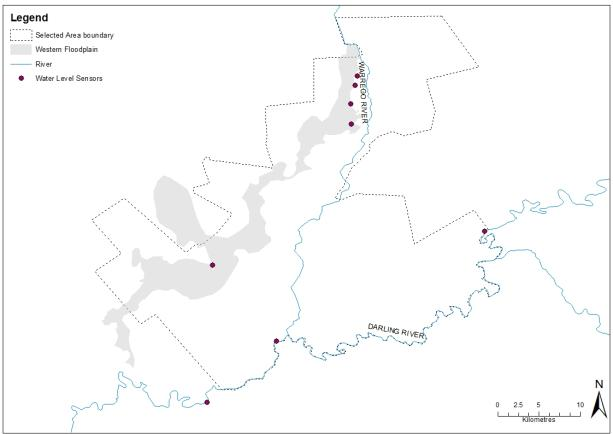 Legend
Selected Area boundary
Western Floodplain
River
Water Level Sensors
WARREGO RIVER
DARLING RIVER
N
0 2.5 5 10
Kilometres